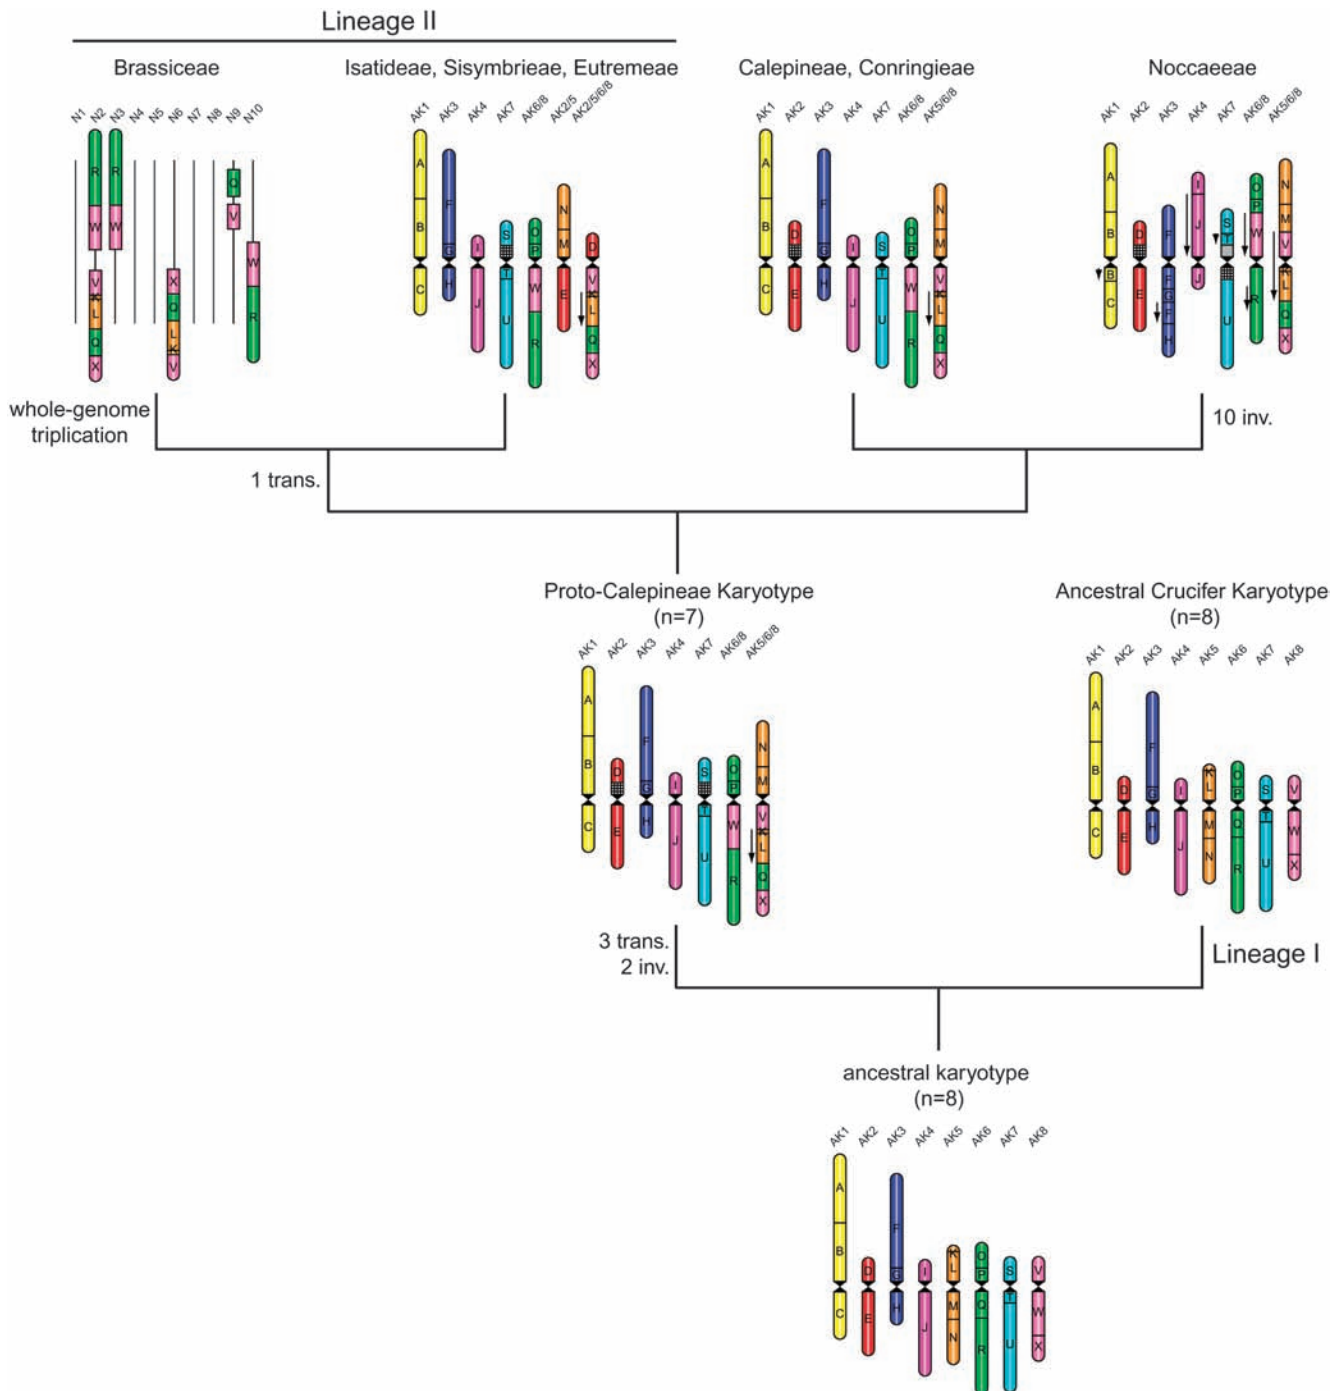 Lineage II
Brassiceae
Isatideae, Sisymbrieae, Eutremeae
Calepineae, Conringieae
Noccaeeae
N1 N2 N3 N4 N5 N6 N7 N8 N9 N10
AK1 AK3 AK4 AK7 AK6/8 AK2/5 AK2/5/6/8
AK1 AK2 AK3 AK4 AK7 AK6/8 AK5/6/8
AK1 AK2 AK3 AK4 AK7 AK6/8 AK5/6/8
R W V K L Q X
R W
X Q L K V
Q V
W R
A B C
F G H
I J
S T U
O P W R
N M E
D V K L Q X
A B C
D E
F G H
I J
S T U
O P W R
N M V K L Q X
A B B C
D E
F F G F H
I J J
S T U
O P W R
N M V K L Q X
whole-genome
triplication
10 inv.
1 trans.
Proto-Calepineae Karyotype
(n=7)
AK1 AK2 AK3 AK4 AK7 AK6/8 AK5/6/8
A B C
D E
F G H
I J
S T U
O P W R
N M V K L Q X
Ancestral Crucifer Karyotype
(n=8)
AK1 AK2 AK3 AK4 AK5 AK6 AK7 AK8
A B C
D E
F G H
I J
K L M N
O P Q R
S T U
V W X
3 trans.
2 inv.
Lineage I
ancestral karyotype
(n=8)
AK1 AK2 AK3 AK4 AK5 AK6 AK7 AK8
A B C
D E
F G H
I J
K L M N
O P Q R
S T U
V W X